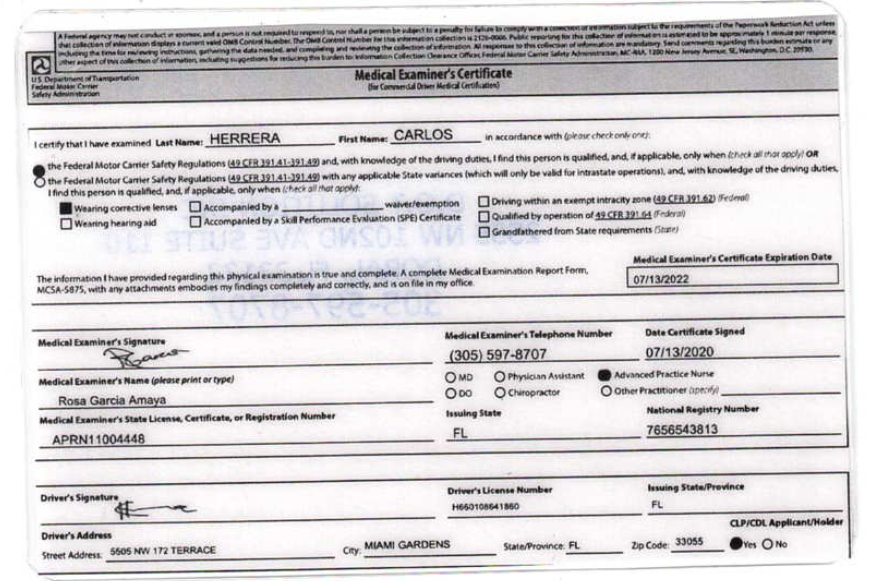 A Federal agency may not conduct or sponsor, and a person is not required to respond to, nor shall a person be subject to a penalty for failure to comply with a collection of information subject to the requirements of the Paperwork Reduction Act unless
that collection of information displays a current valid OMB Control Number. The OMB Control Number for this information collection is 2126-0006. Public reporting for this collection of information is estimated to be approximately 1 minute per response,
including the time for reviewing instructions, gathering the data needed, and completing and reviewing the collection of information. All responses to this collection of information are mandatory. Send comments regarding this burden estimate or any
other aspect of this collection of information, including suggestions for reducing this burden to: Information Collection Clearance Officer, Federal Motor Carrier Safety Administration, MC-RRA, 1200 New Jersey Avenue, SE, Washington, D.C. 20590.
U.S. Department of Transportation
Federal Motor Carrier
Safety Administration
Medical Examiner's Certificate
(for Commercial Driver Medical Certification)
I certify that I have examined Last Name: HERRERA First Name: CARLOS in accordance with (please check only one):
the Federal Motor Carrier Safety Regulations (49 CFR 391.41-391.49) and, with knowledge of the driving duties, I find this person is qualified, and, if applicable, only when (check all that apply) OR
the Federal Motor Carrier Safety Regulations (49 CFR 391.41-391.49) with any applicable State variances (which will only be valid for intrastate operations), and, with knowledge of the driving duties,
I find this person is qualified, and, if applicable, only when (check all that apply):
Wearing corrective lenses Accompanied by a waiver/exemption Driving within an exempt intracity zone (49 CFR 391.62) (Federal)
Wearing hearing aid Accompanied by a Skill Performance Evaluation (SPE) Certificate Qualified by operation of 49 CFR 391.64 (Federal)
Grandfathered from State requirements (State)
The information I have provided regarding this physical examination is true and complete. A complete Medical Examination Report Form,
MCSA-5875, with any attachments embodies my findings completely and correctly, and is on file in my office.
Medical Examiner's Certificate Expiration Date
07/13/2022
Medical Examiner's Signature Medical Examiner's Telephone Number Date Certificate Signed
(305) 597-8707 07/13/2020
Medical Examiner's Name (please print or type) MD Physician Assistant Advanced Practice Nurse
Rosa Garcia Amaya DO Chiropractor Other Practitioner (specify)
Medical Examiner's State License, Certificate, or Registration Number Issuing State National Registry Number
APRN11004448 FL 7656543813
Driver's Signature Driver's License Number Issuing State/Province
H660108641860 FL
Driver's Address CLP/CDL Applicant/Holder
Street Address: 5505 NW 172 TERRACE City: MIAMI GARDENS State/Province: FL Zip Code: 33055 Yes No